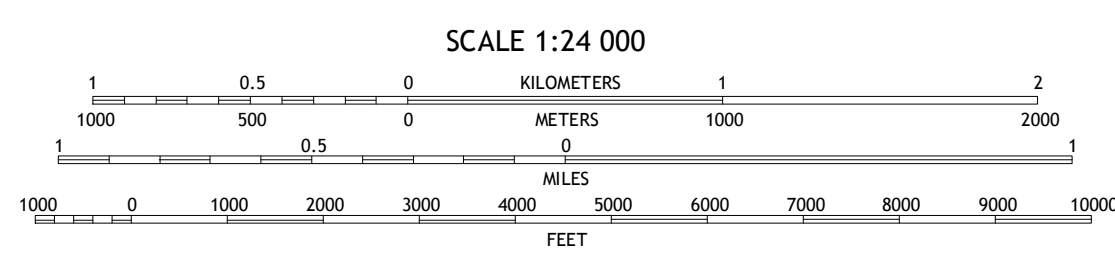 SCALE 1:24 000
1 0.5 0 KILOMETERS 1 2
1000 500 0 METERS 1000 2000
1 0.5 0 1
MILES
1000 0 1000 2000 3000 4000 5000 6000 7000 8000 9000 10000
FEET